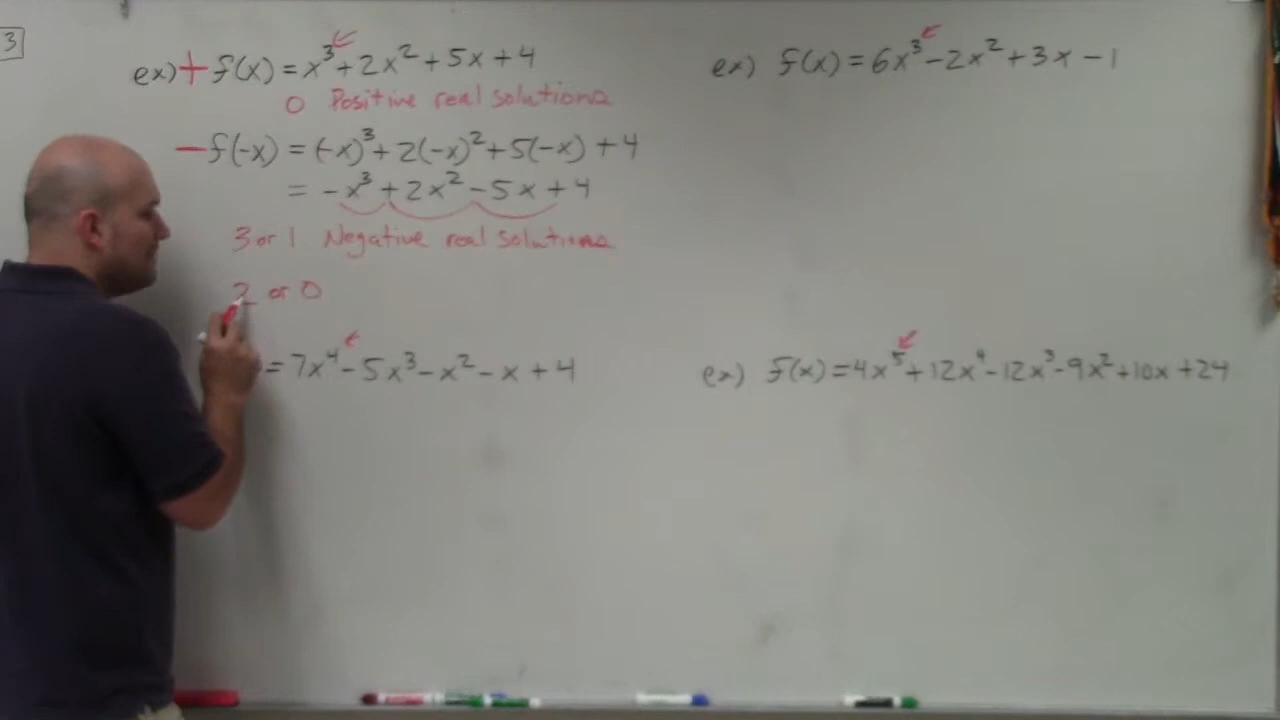 3
ex) + f(x) = x³ + 2x² + 5x + 4
0 Positive real solutions
- f(-x) = (-x)³ + 2(-x)² + 5(-x) + 4
= -x³ + 2x² - 5x + 4
3 or 1 Negative real solutions
2 or 0
= 7x⁴ - 5x³ - x² - x + 4
ex) f(x) = 6x³ - 2x² + 3x - 1
ex) f(x) = 4x⁵ + 12x⁴ - 12x³ - 9x² + 10x + 24